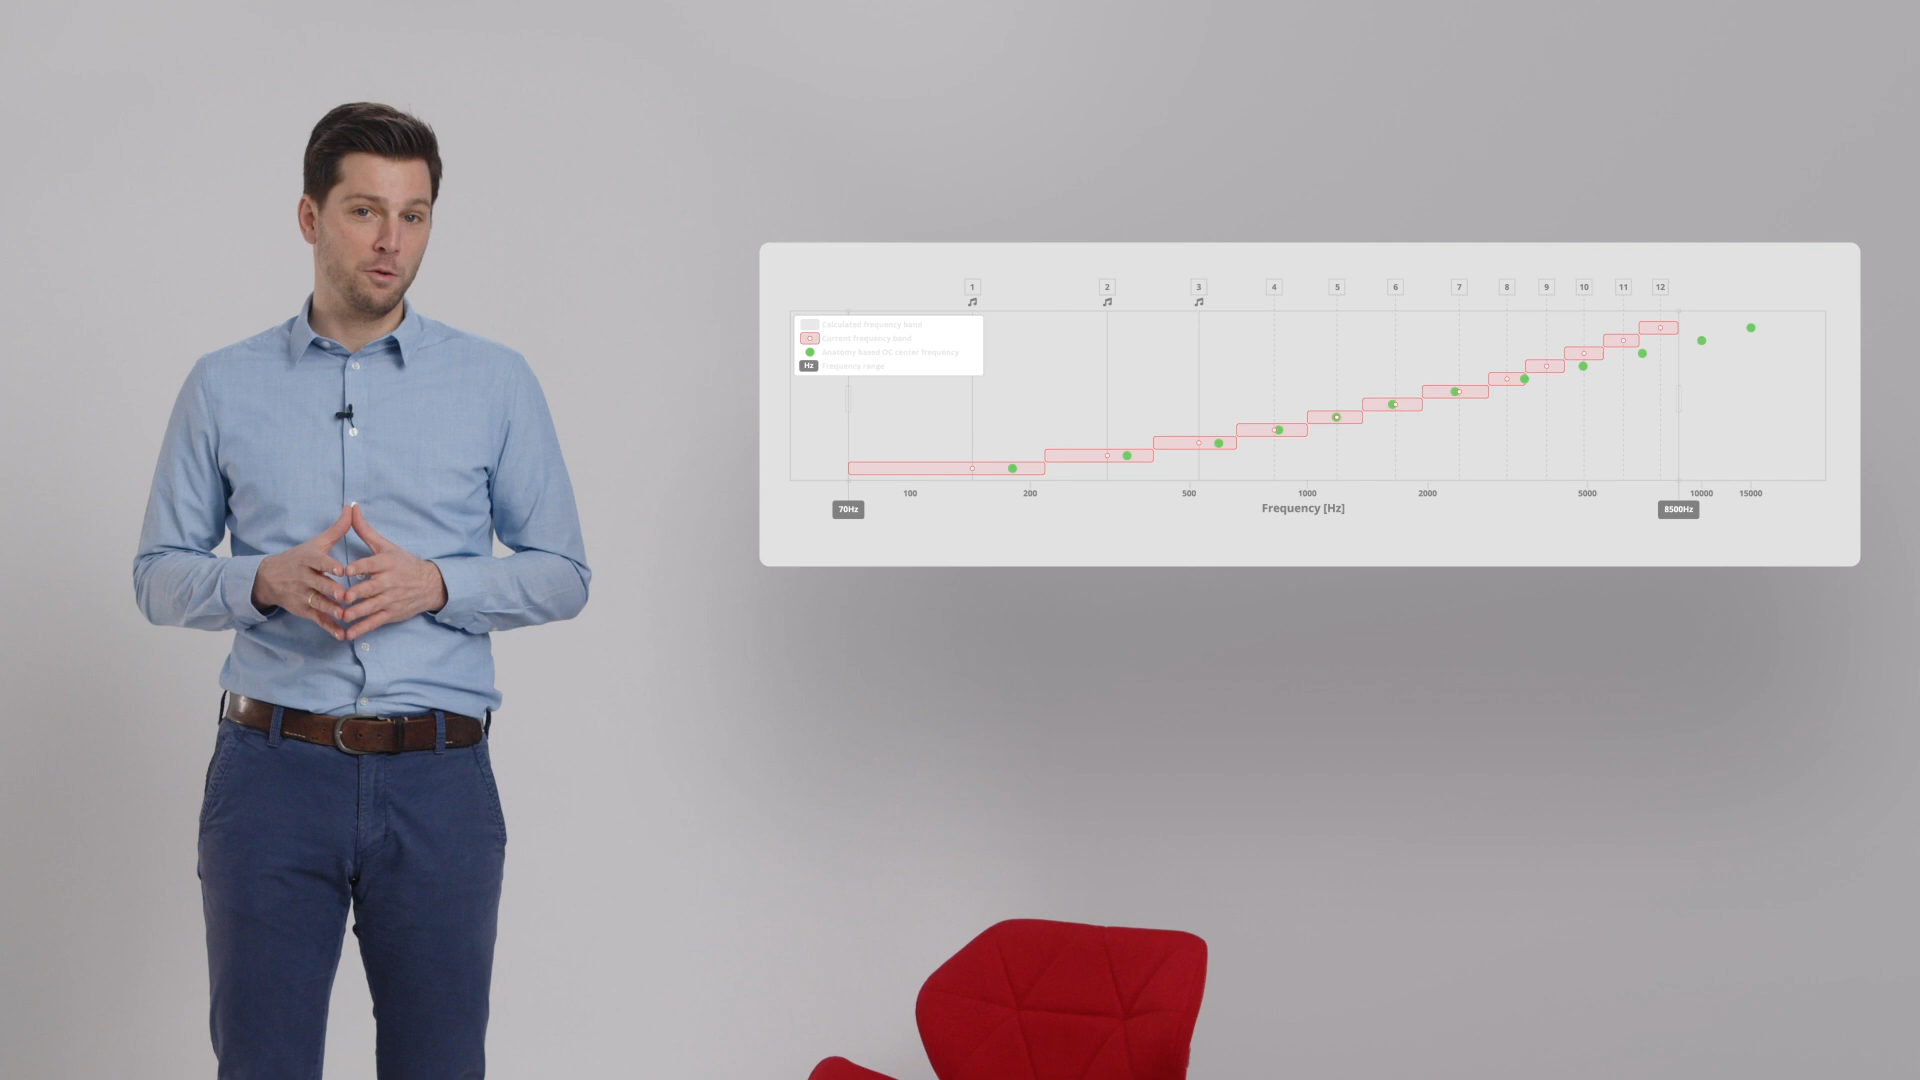 1 2 3 4 5 6 7 8 9 10 11 12
Calculated frequency band
Current frequency band
Anatomy based OC center frequency
Hz Frequency range
100 200 500 1000 2000 5000 10000 15000
70Hz Frequency [Hz] 8500Hz